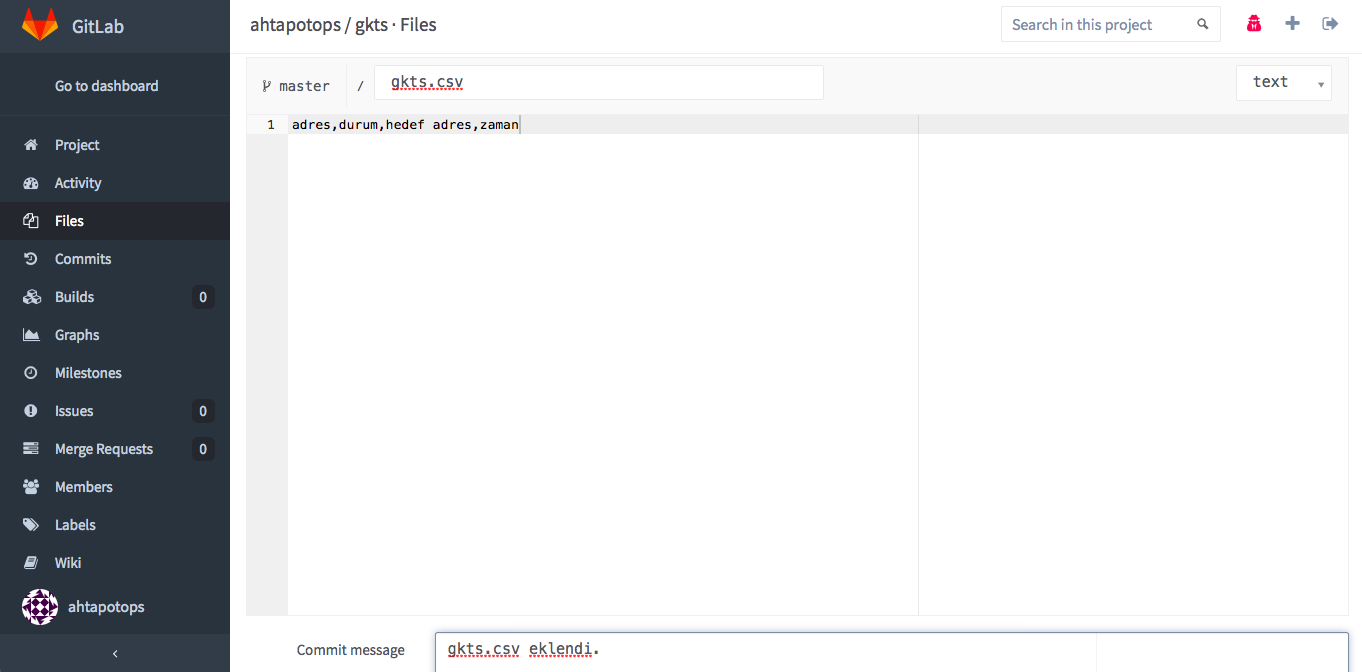 GitLab
ahtapotops / gkts · Files
Search in this project
Go to dashboard
master
/
gkts.csv
text
1 adres,durum,hedef adres,zaman
Project
Activity
Files
Commits
Builds 0
Graphs
Milestones
Issues 0
Merge Requests 0
Members
Labels
Wiki
ahtapotops
Commit message
gkts.csv eklendi.